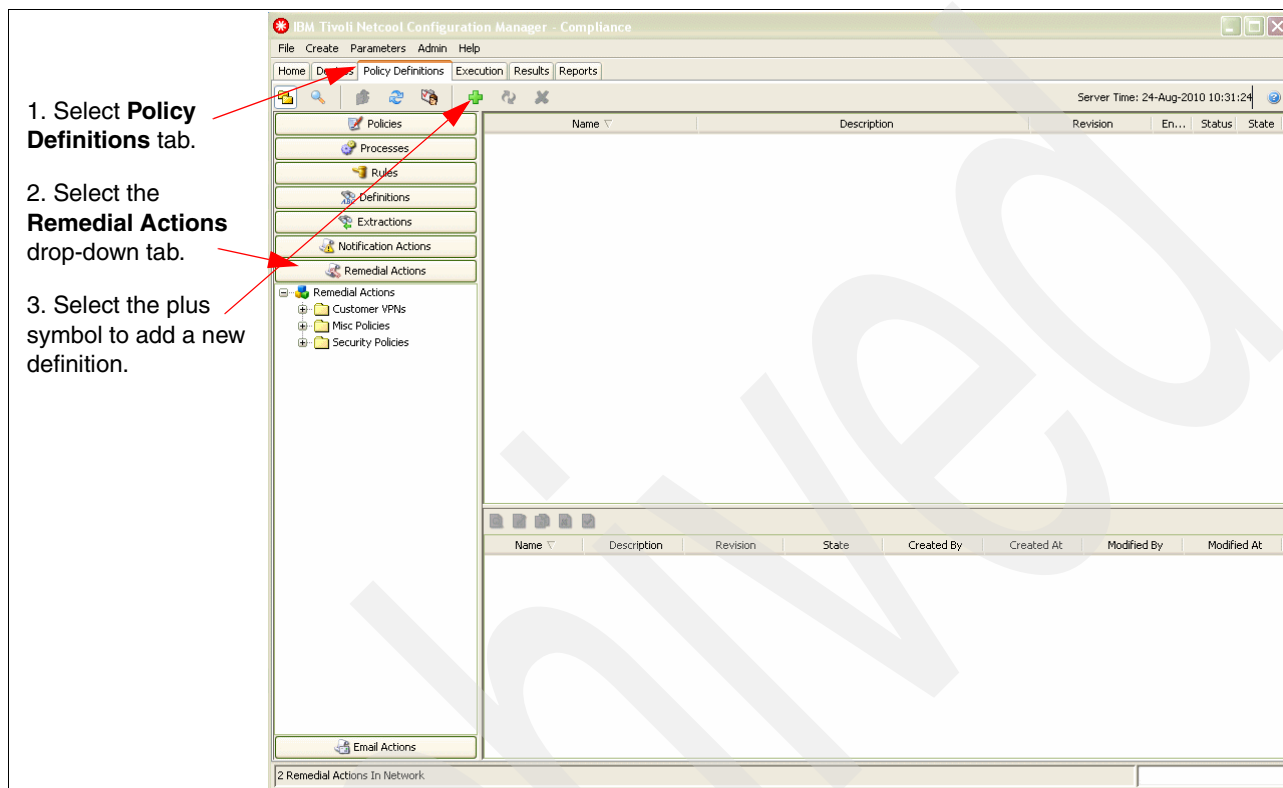 1. Select Policy
Definitions tab.
2. Select the
Remedial Actions
drop-down tab.
3. Select the plus
symbol to add a new
definition.
IBM Tivoli Netcool Configuration Manager - Compliance
File Create Parameters Admin Help
Home Policy Definitions Execution Results Reports
Server Time: 24-Aug-2010 10:31:24
Policies
Processes
Rules
Definitions
Extractions
Notification Actions
Remedial Actions
Remedial Actions
Customer VPNs
Misc Policies
Security Policies
Email Actions
Name Description Revision En... Status State
Name Description Revision State Created By Created At Modified By Modified At
2 Remedial Actions In Network